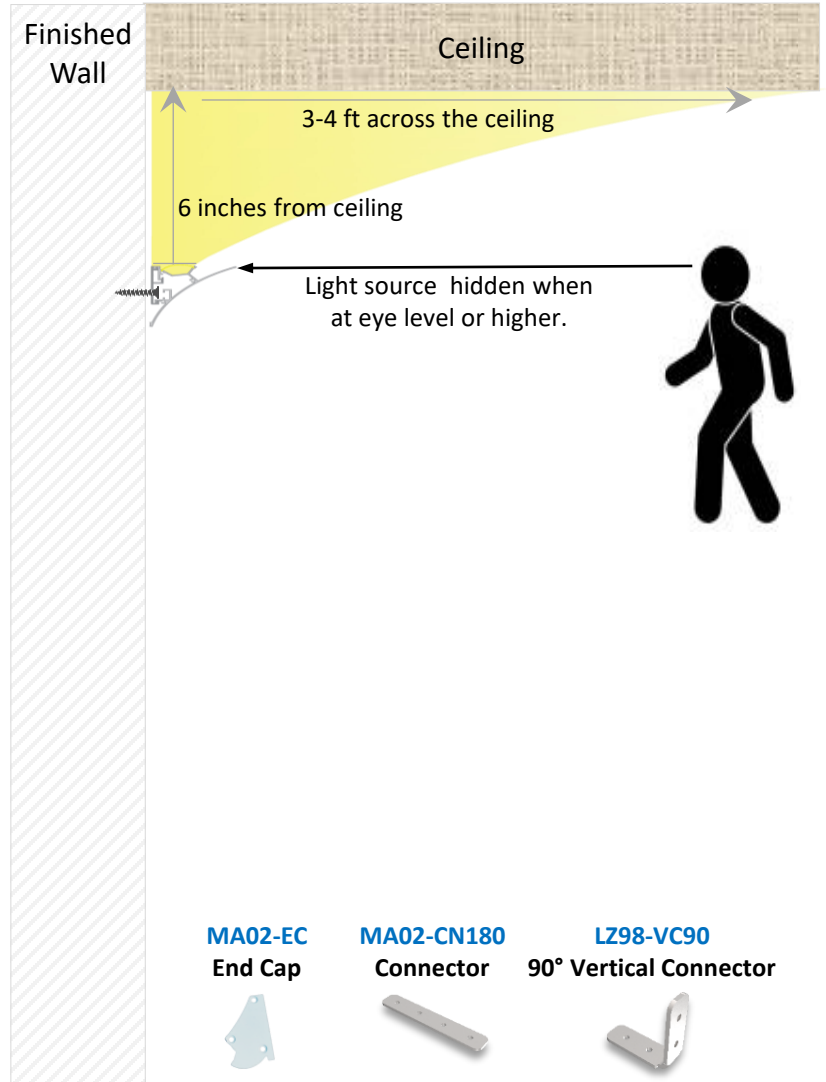 Finished
Wall
Ceiling
3-4 ft across the ceiling
6 inches from ceiling
Light source hidden when
at eye level or higher.
MA02-EC
End Cap
MA02-CN180
Connector
LZ98-VC90
90° Vertical Connector